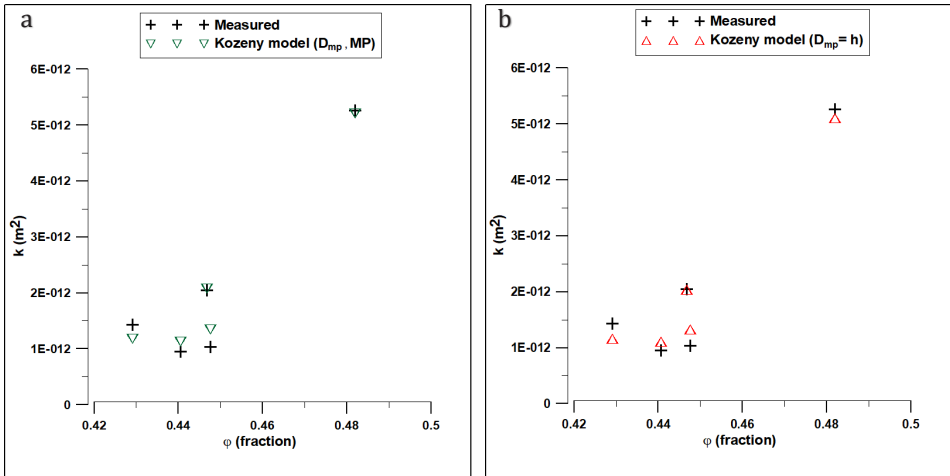 a
Measured
Kozeny model (Dmp, MP)
6E-012
5E-012
4E-012
3E-012
2E-012
1E-012
0
k (m²)
0.42
0.44
0.46
0.48
0.5
φ (fraction)
b
Measured
Kozeny model (Dmp= h)
6E-012
5E-012
4E-012
3E-012
2E-012
1E-012
0
k (m²)
0.42
0.44
0.46
0.48
0.5
φ (fraction)